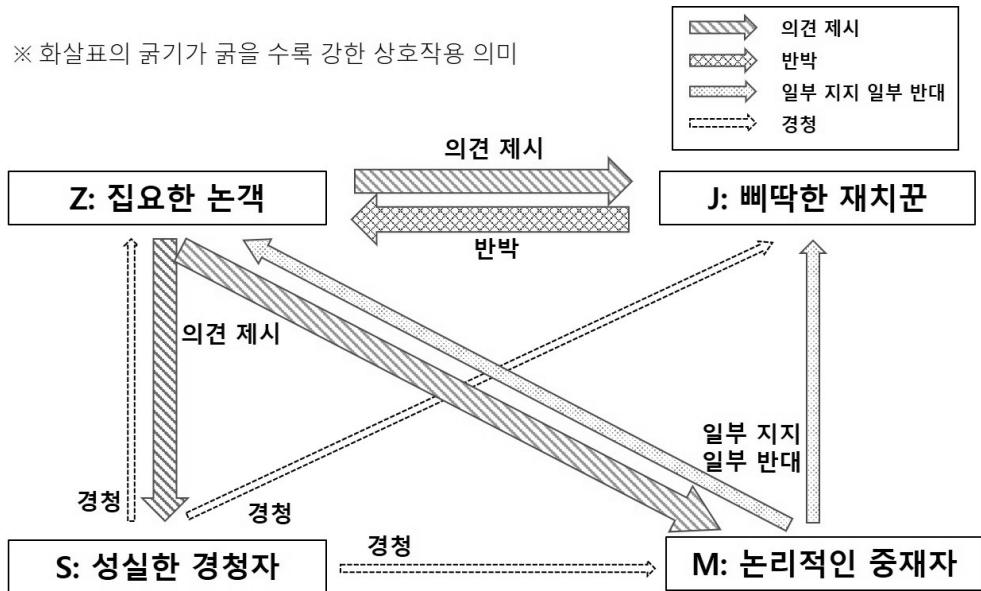 ※ 화살표의 굵기가 굵을 수록 강한 상호작용 의미
의견 제시
반박
일부 지지 일부 반대
경청
의견 제시
Z: 집요한 논객
J: 삐딱한 재치꾼
반박
의견 제시
일부 지지
일부 반대
경청
경청
경청
S: 성실한 경청자
M: 논리적인 중재자